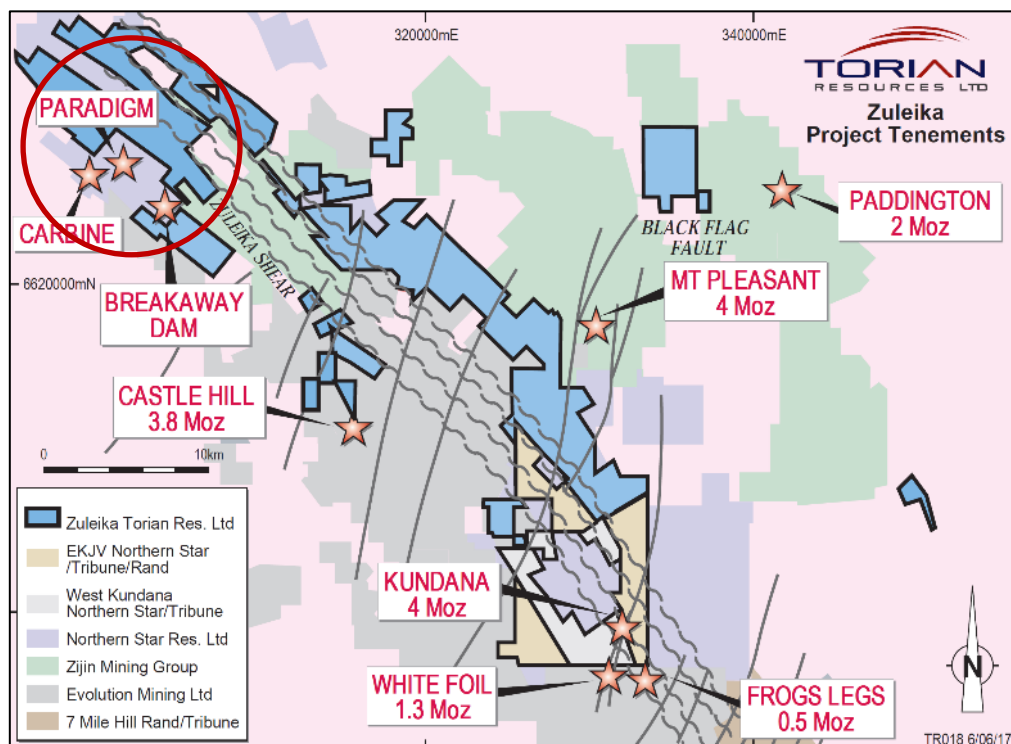 320000mE
340000mE
TORIAN
RESOURCES LTD
Zuleika
Project Tenements
PARADIGM
CARBINE
BREAKAWAY
DAM
ZULEIKA SHEAR
BLACK FLAG
FAULT
PADDINGTON
2 Moz
6620000mN
MT PLEASANT
4 Moz
CASTLE HILL
3.8 Moz
0
10km
Zuleika Torian Res. Ltd
EKJV Northern Star
/Tribune/Rand
West Kundana
Northern Star/Tribune
Northern Star Res. Ltd
Zijin Mining Group
Evolution Mining Ltd
7 Mile Hill Rand/Tribune
KUNDANA
4 Moz
WHITE FOIL
1.3 Moz
FROGS LEGS
0.5 Moz
N
TR018 6/06/17